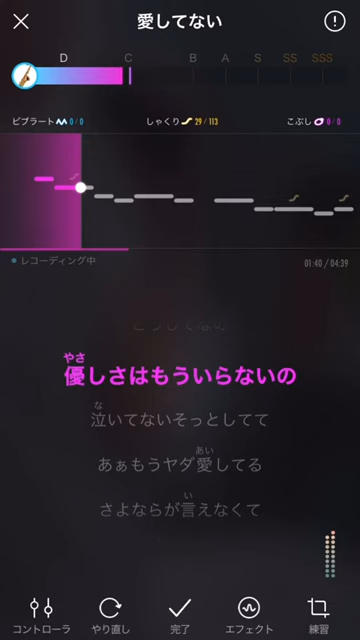 愛してない
D C B A S SS SSS
ビブラート 0/0 しゃくり 29/113 こぶし 0/0
レコーディング中 01:40 / 04:39
やさ
優しさはもういらないの
な
泣いてないそっとしてて
あい
あぁもうヤダ愛してる
い
さよならが言えなくて
コントローラ やり直し 完了 エフェクト 練習